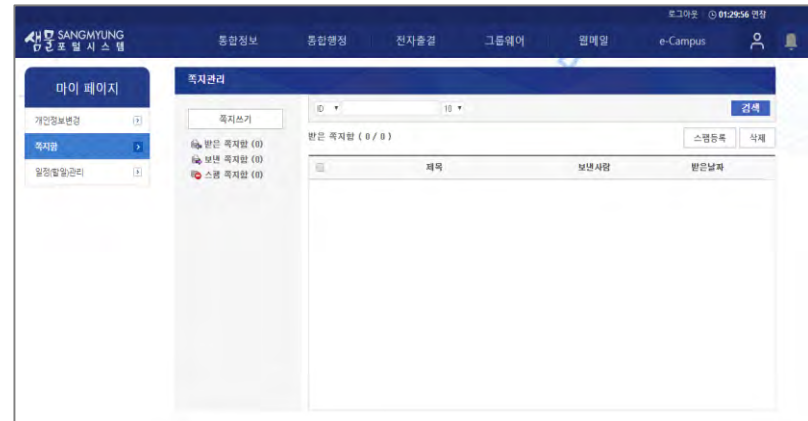 로그아웃 01:29:56 연장
샘물 SANGMYUNG
포털시스템
통합정보 통합행정 전자출결 그룹웨어 웹메일 e-Campus
마이 페이지
개인정보변경
쪽지함
일정(할일)관리
쪽지관리
쪽지쓰기
받은 쪽지함 (0)
보낸 쪽지함 (0)
스팸 쪽지함 (0)
ID 10 검색
받은 쪽지함 ( 0 / 0 )
스팸등록 삭제
제목 보낸사람 받은날짜